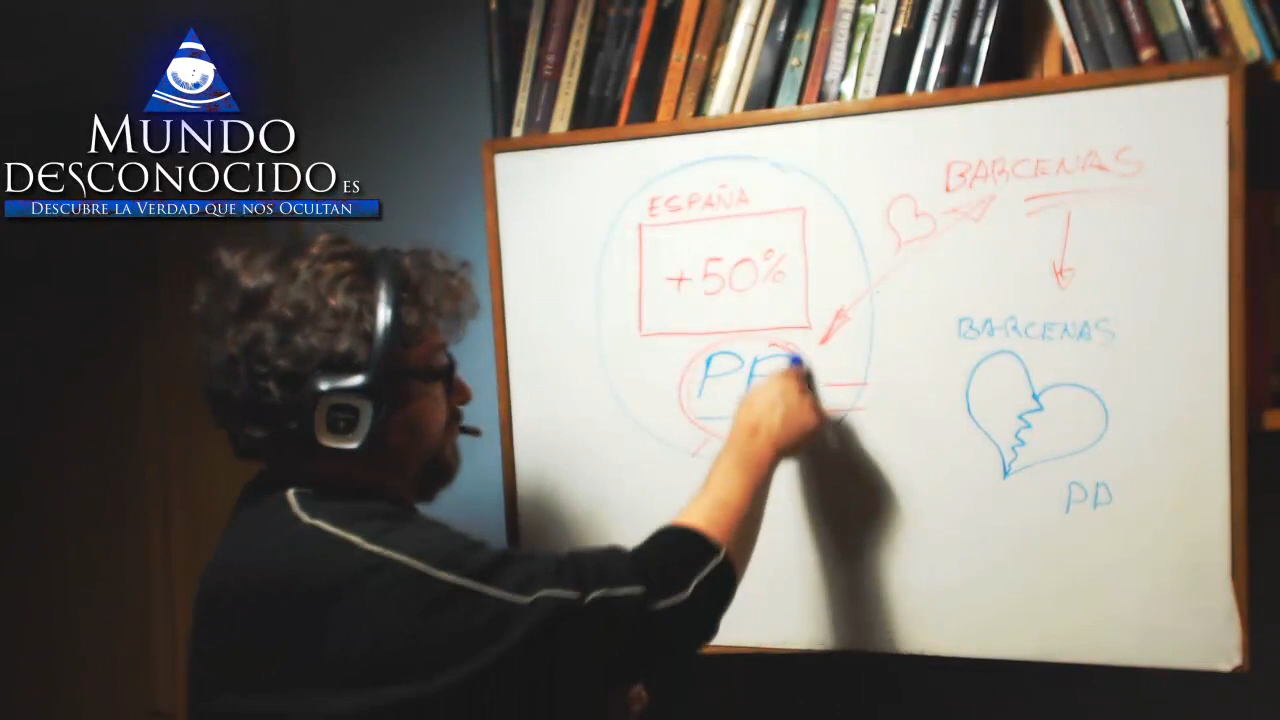 MUNDO
DESCONOCIDO.ES
DESCUBRE LA VERDAD QUE NOS OCULTAN
BARCENAS
ESPAÑA
+50%
BARCENAS
PP
PP